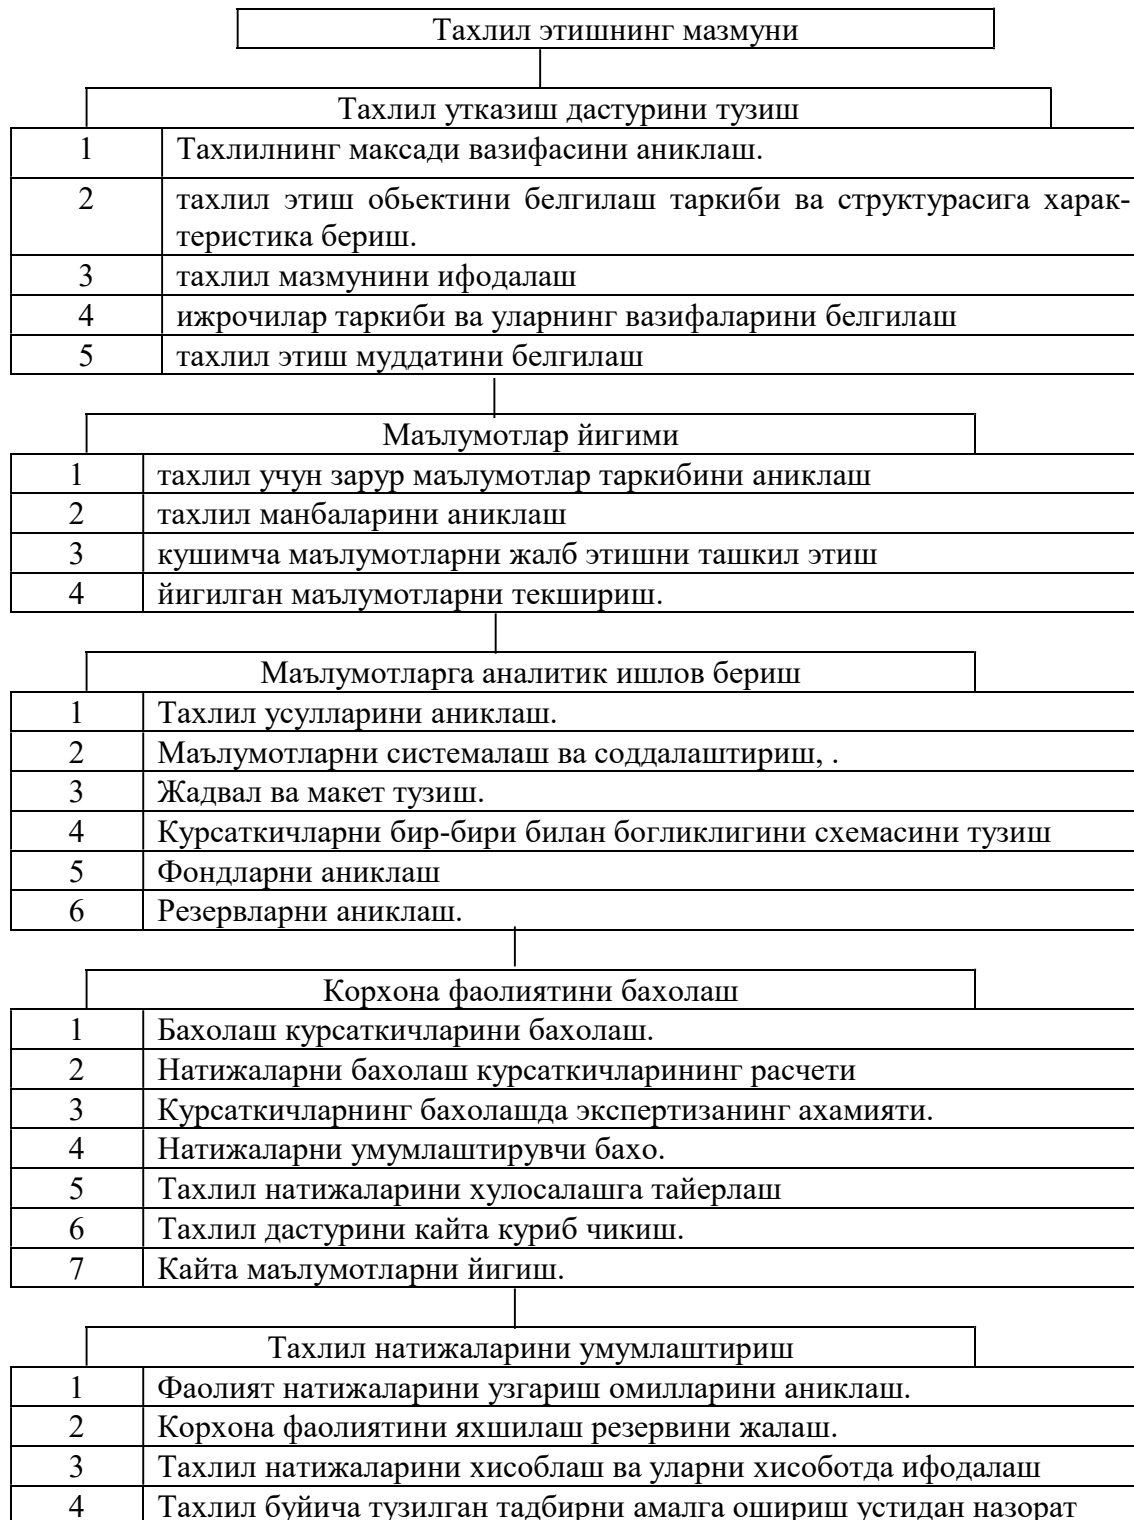 Тахлил этишнинг мазмуни
Тахлил утказиш дастурини тузиш
1 Тахлилнинг максади вазифасини аниклаш.
2 тахлил этиш обьектини белгилаш таркиби ва структурасига харак-
теристика бериш.
3 тахлил мазмунини ифодалаш
4 ижрочилар таркиби ва уларнинг вазифаларини белгилаш
5 тахлил этиш муддатини белгилаш
Маълумотлар йигими
1 тахлил учун зарур маълумотлар таркибини аниклаш
2 тахлил манбаларини аниклаш
3 кушимча маълумотларни жалб этишни ташкил этиш
4 йигилган маълумотларни текшириш.
Маълумотларга аналитик ишлов бериш
1 Тахлил усулларини аниклаш.
2 Маълумотларни системалаш ва соддалаштириш, .
3 Жадвал ва макет тузиш.
4 Курсаткичларни бир-бири билан богликлигини схемасини тузиш
5 Фондларни аниклаш
6 Резервларни аниклаш.
Корхона фаолиятини бахолаш
1 Бахолаш курсаткичларини бахолаш.
2 Натижаларни бахолаш курсаткичларининг расчети
3 Курсаткичларнинг бахолашда экспертизанинг ахамияти.
4 Натижаларни умумлаштирувчи бахо.
5 Тахлил натижаларини хулосалашга тайерлаш
6 Тахлил дастурини кайта куриб чикиш.
7 Кайта маълумотларни йигиш.
Тахлил натижаларини умумлаштириш
1 Фаолият натижаларини узгариш омилларини аниклаш.
2 Корхона фаолиятини яхшилаш резервини жалаш.
3 Тахлил натижаларини хисоблаш ва уларни хисоботда ифодалаш
4 Тахлил буйича тузилган тадбирни амалга ошириш устидан назорат